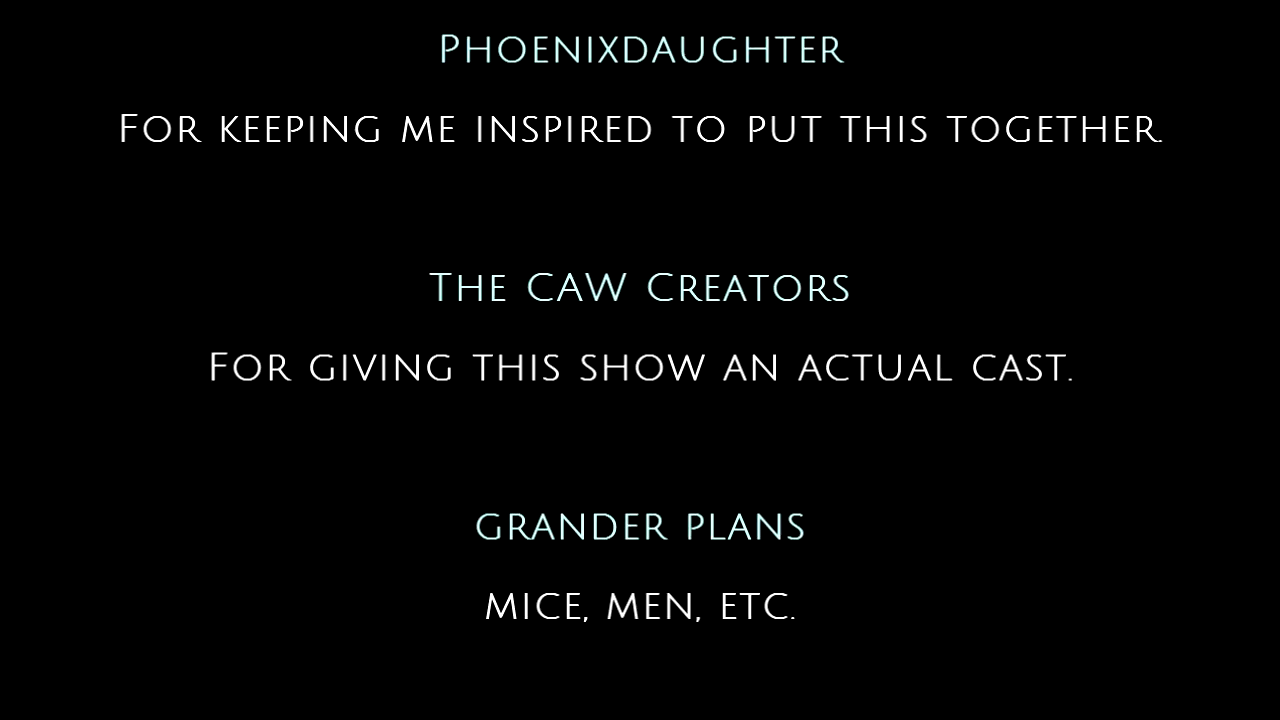 Phoenixdaughter
For keeping me inspired to put this together.
The CAW Creators
For giving this show an actual cast.
grander plans
mice, men, etc.